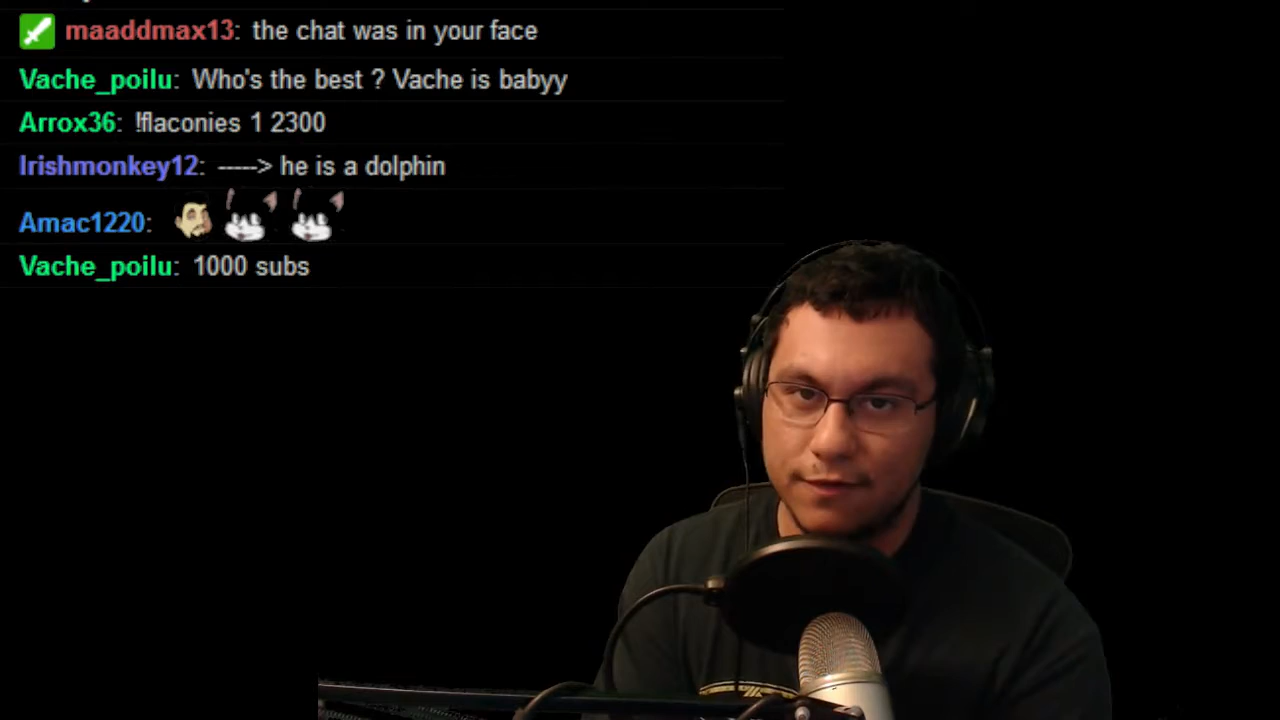 maaddmax13: the chat was in your face
Vache_poilu: Who's the best ? Vache is babyy
Arrox36: !flaconies 1 2300
Irishmonkey12: -----> he is a dolphin
Amac1220:
Vache_poilu: 1000 subs